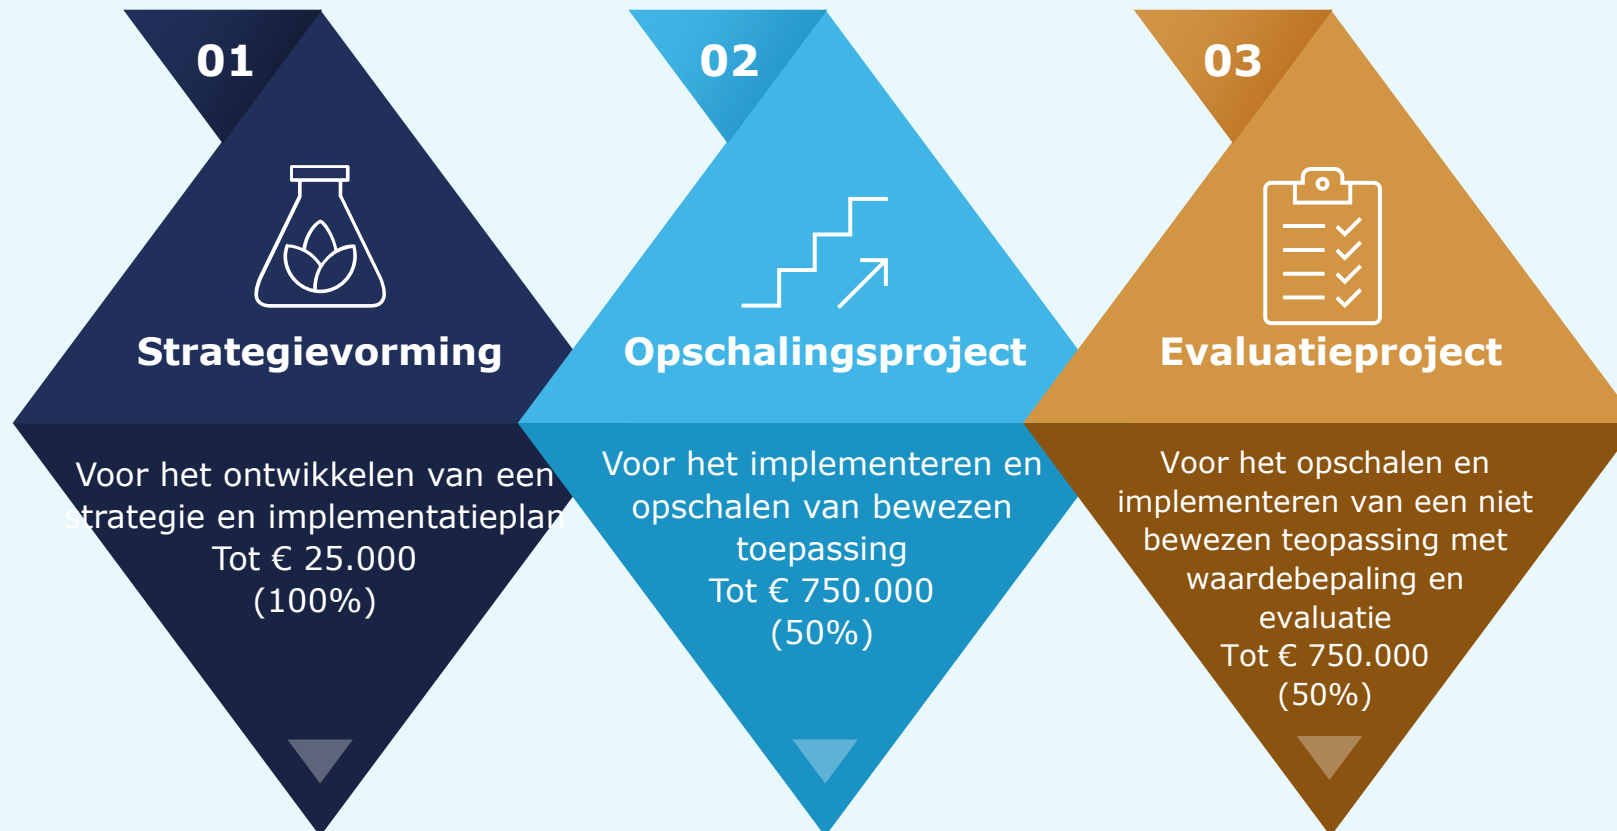 01
Strategievorming
Voor het ontwikkelen van een
strategie en implementatieplan
Tot € 25.000
(100%)
02
Opschalingsproject
Voor het implementeren en
opschalen van bewezen
toepassing
Tot € 750.000
(50%)
03
Evaluatieproject
Voor het opschalen en
implementeren van een niet
bewezen teopassing met
waardebepaling en
evaluatie
Tot € 750.000
(50%)